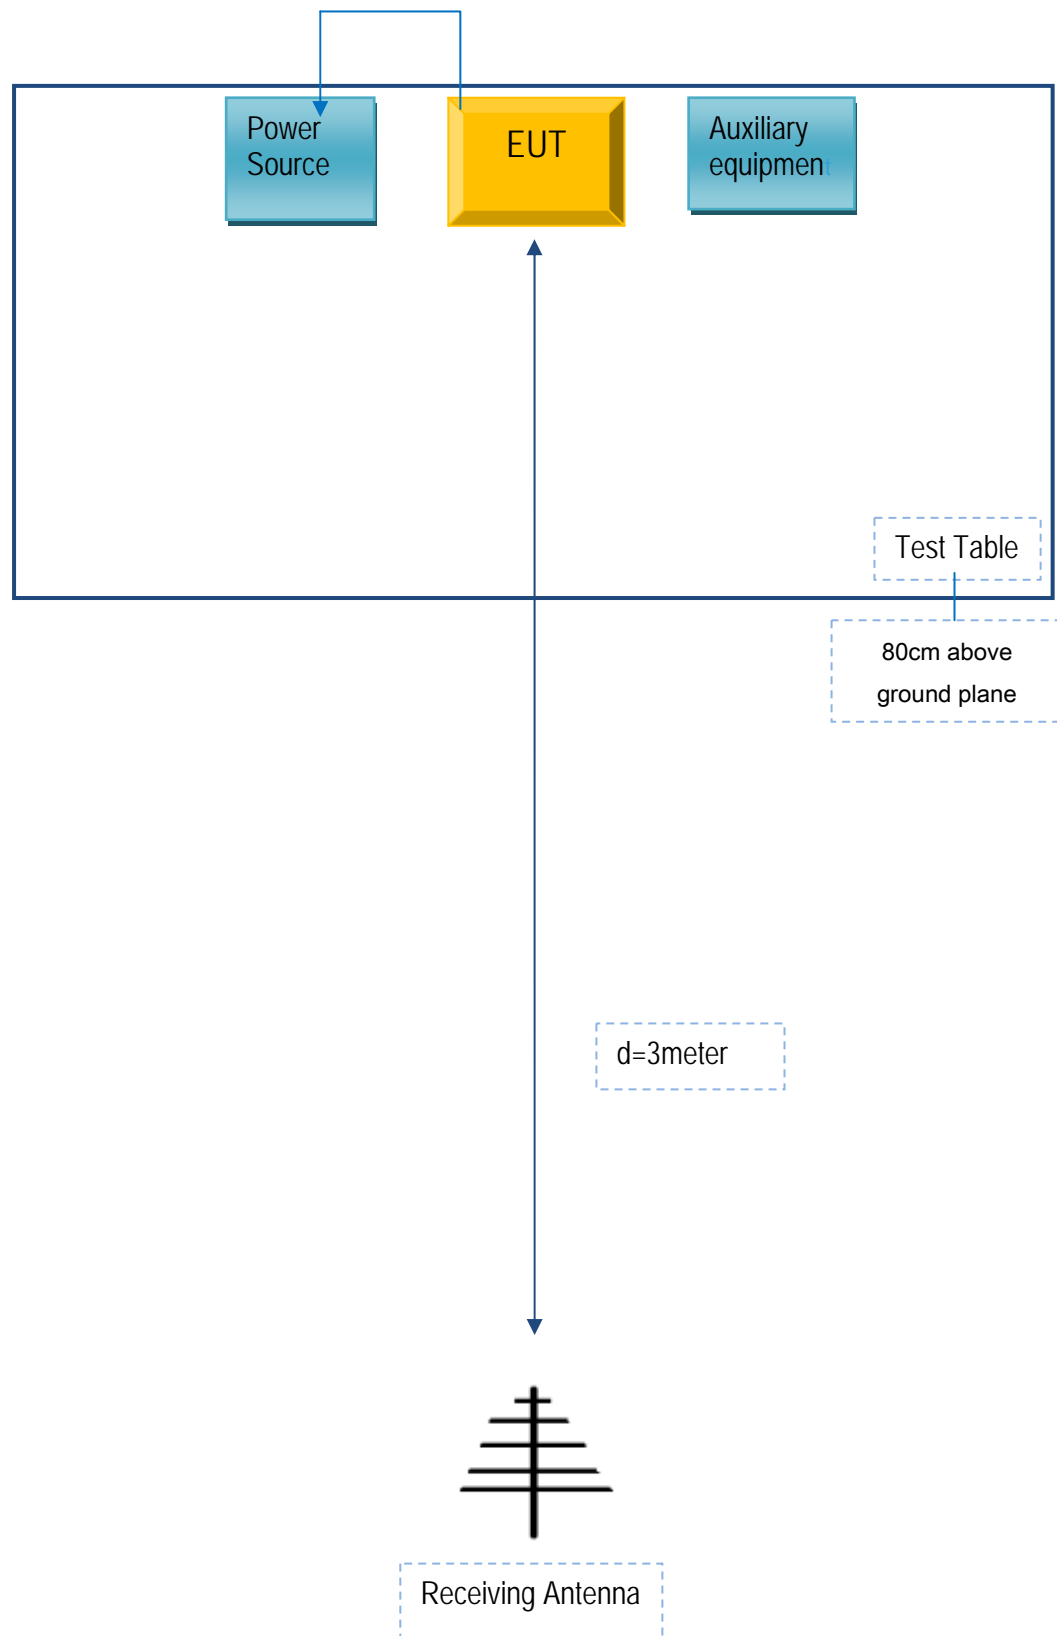 Power
Source
EUT
Auxiliary
equipment
Test Table
80cm above
ground plane
d=3meter
Receiving Antenna